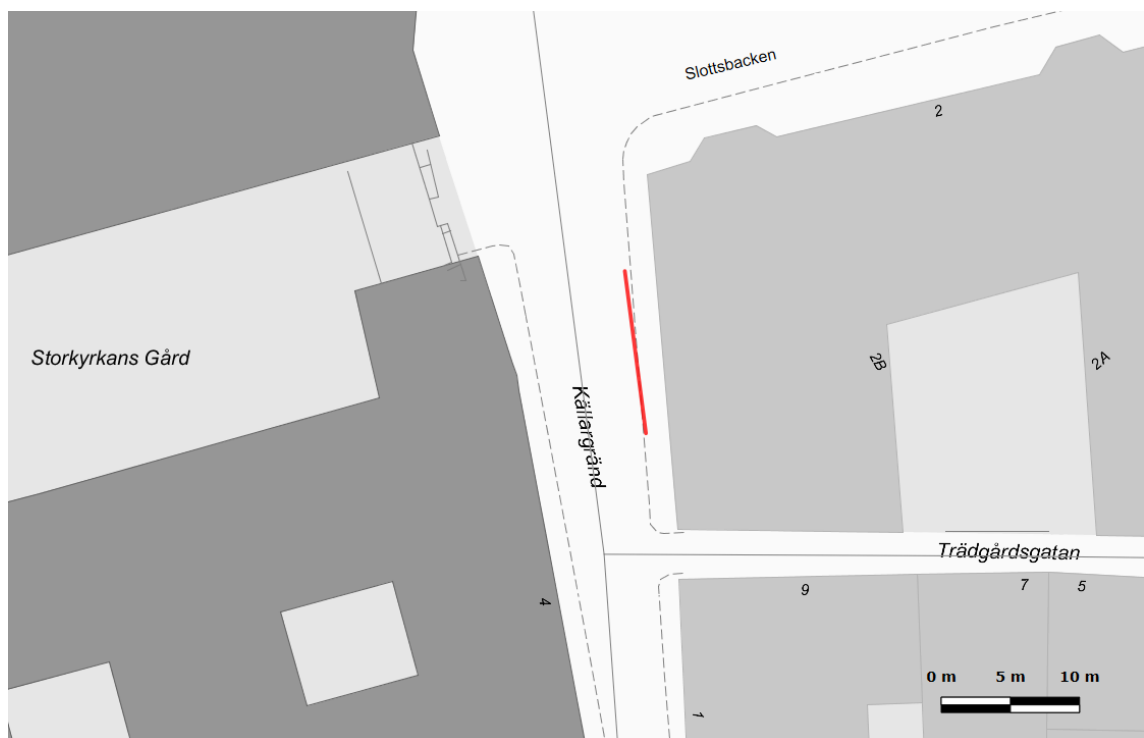 Slottsbacken
2
Storkyrkans Gård
2B
2A
Källargränd
Trädgårdsgatan
4
9
7
5
1
0 m 5 m 10 m